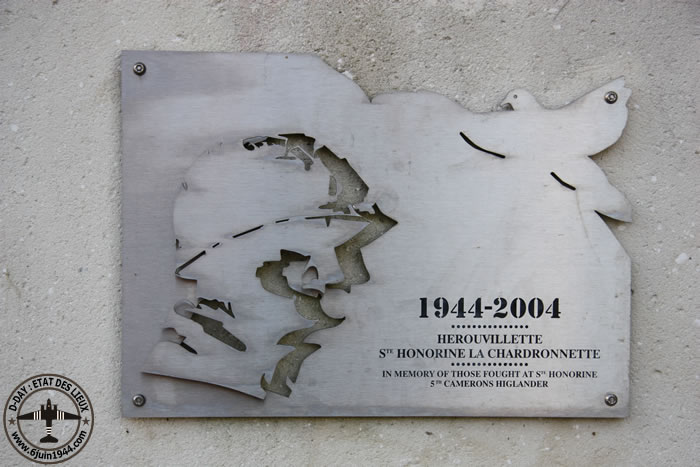 1944-2004
HEROUVILLETTE
STE HONORINE LA CHARDRONNETTE
IN MEMORY OF THOSE FOUGHT AT STE HONORINE
5TH CAMERONS HIGLANDER
D-DAY : ETAT DES LIEUX
www.6juin1944.com